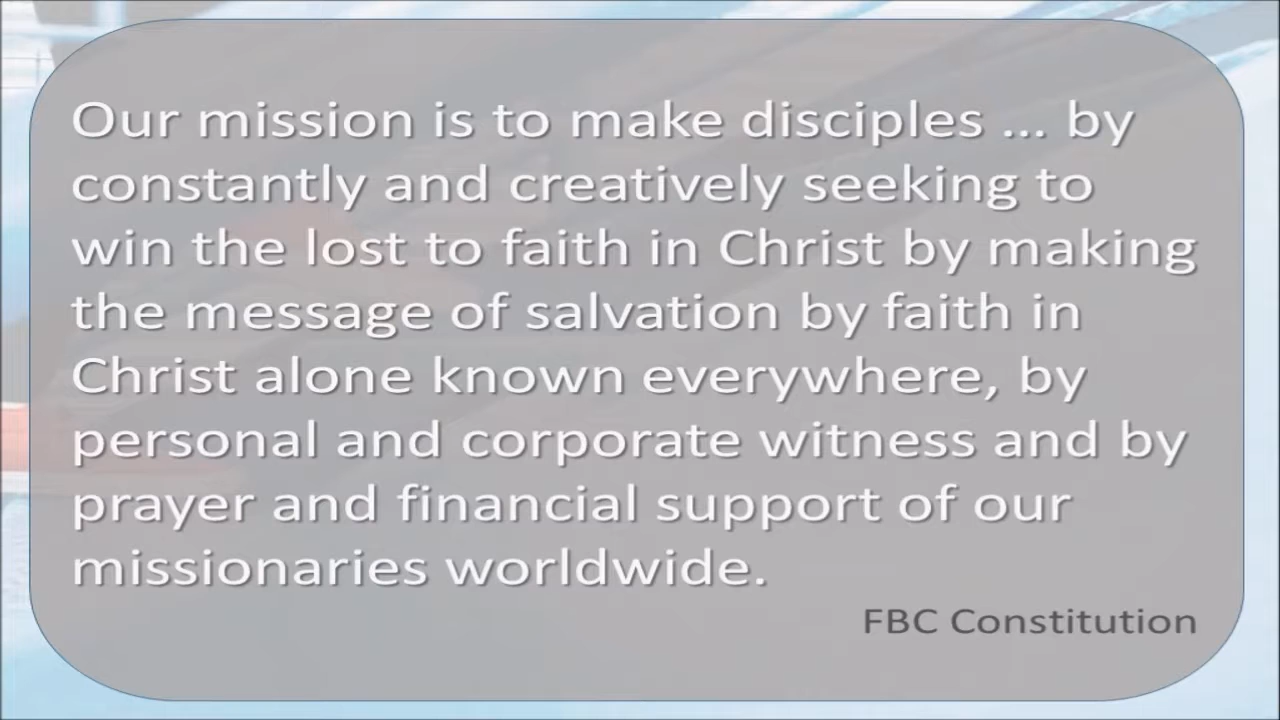 Our mission is to make disciples ... by
constantly and creatively seeking to
win the lost to faith in Christ by making
the message of salvation by faith in
Christ alone known everywhere, by
personal and corporate witness and by
prayer and financial support of our
missionaries worldwide.
FBC Constitution